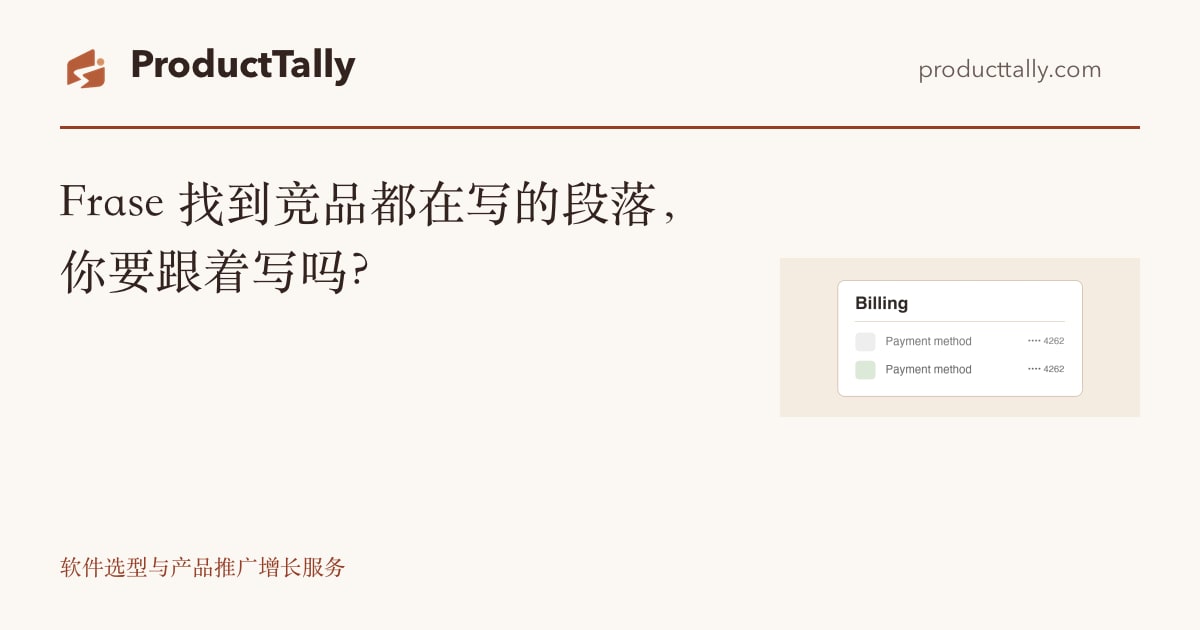 ProductTally
producttally.com
Frase 找到竞品都在写的段落,
你要跟着写吗?
Billing
Payment method •••• 4262
Payment method •••• 4262
软件选型与产品推广增长服务